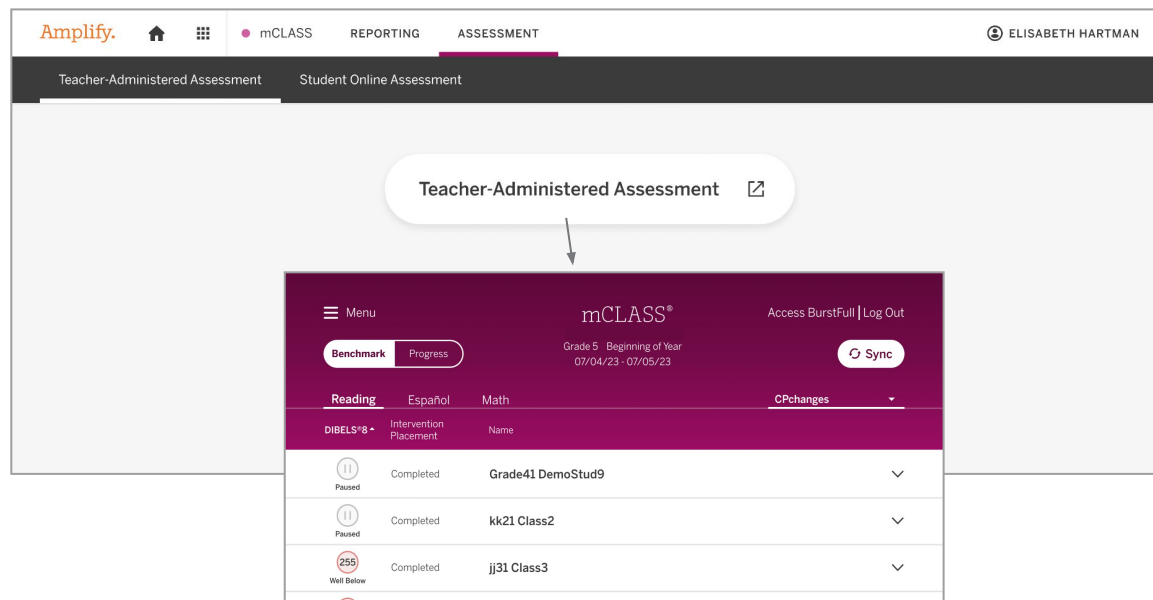 Amplify. mCLASS REPORTING ASSESSMENT ELISABETH HARTMAN
Teacher-Administered Assessment Student Online Assessment
Teacher-Administered Assessment
Menu mCLASS® Access BurstFull | Log Out
Benchmark Progress Grade 5 Beginning of Year Sync
07/04/23 - 07/05/23
Reading Español Math CPchanges
DIBELS®8 Intervention Placement Name
Paused Completed Grade41 DemoStud9
Paused Completed kk21 Class2
255 Well Below Completed jj31 Class3